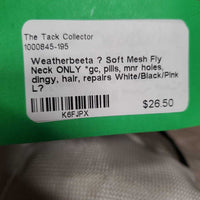 The Tack Collector
1000845-195
Weatherbeeta ? Soft Mesh Fly
Neck ONLY *gc, pills, mnr holes,
dingy, hair, repairs White/Black/Pink
L?
K6FJPX
$26.50